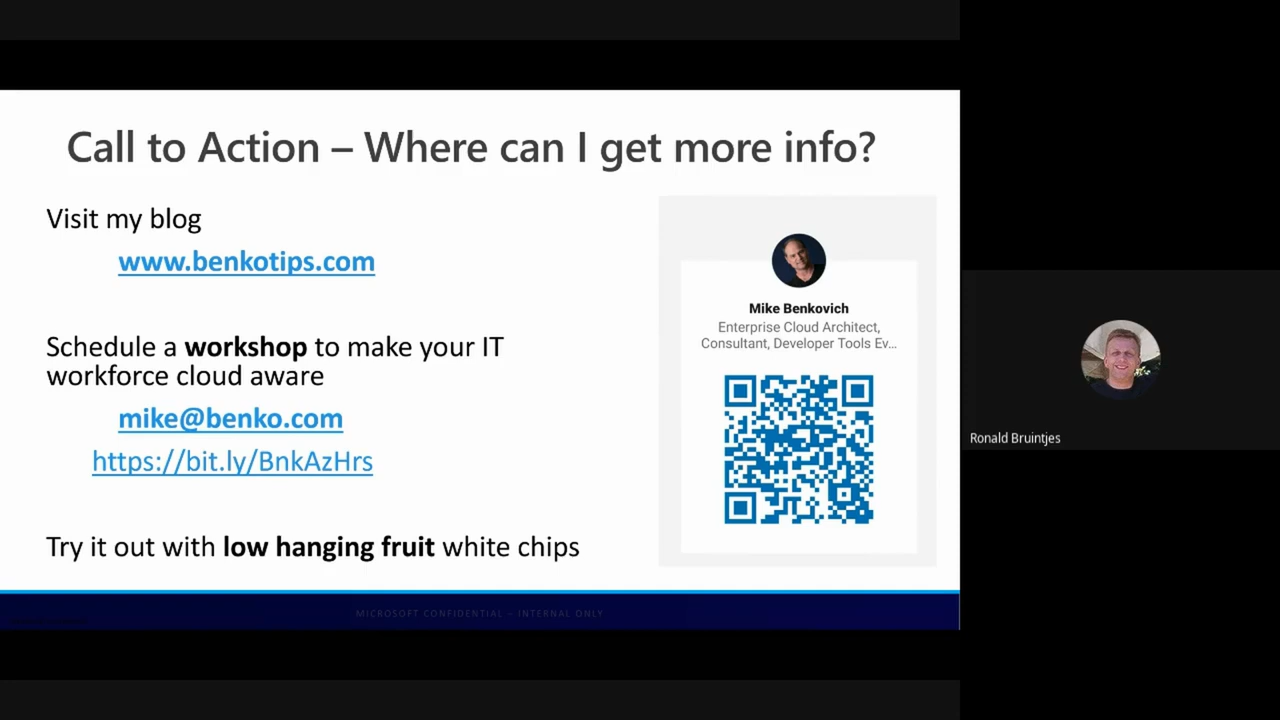 Call to Action – Where can I get more info?
Visit my blog
www.benkotips.com
Schedule a workshop to make your IT
workforce cloud aware
mike@benko.com
https://bit.ly/BnkAzHrs
Try it out with low hanging fruit white chips
Mike Benkovich
Enterprise Cloud Architect,
Consultant, Developer Tools Ev...
MICROSOFT CONFIDENTIAL – INTERNAL ONLY
Ronald Bruintjes